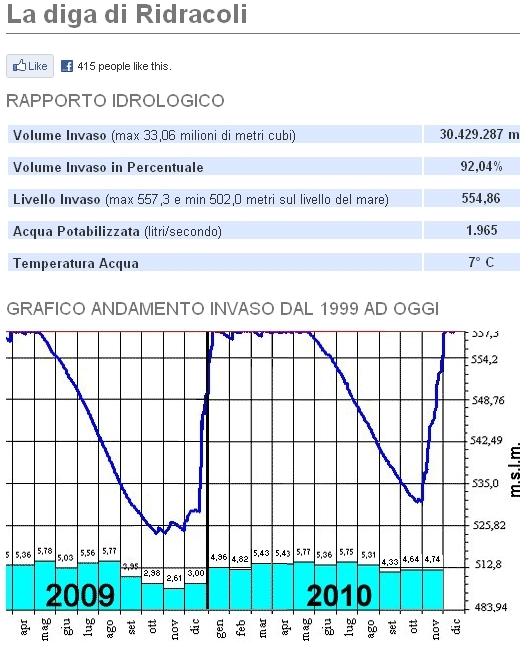 La diga di Ridracoli
Like 415 people like this.
RAPPORTO IDROLOGICO
Volume Invaso (max 33,06 milioni di metri cubi) 30.429.287 m
Volume Invaso in Percentuale 92,04%
Livello Invaso (max 557,3 e min 502,0 metri sul livello del mare) 554,86
Acqua Potabilizzata (litri/secondo) 1.965
Temperatura Acqua 7° C
GRAFICO ANDAMENTO INVASO DAL 1999 AD OGGI
557,3
554,2
548,76
542,49
535,0
525,82
512,8
483,94
m.s.l.m.
5 5,36 5,78 5,03 5,56 5,77 2,95 2,98 2,61 3,00 4,96 4,82 5,43 5,43 5,77 5,36 5,75 5,31 4,33 4,64 4,74
2009 2010
apr mag giu lug ago set ott nov dic gen feb mar apr mag giu lug ago set ott nov dic